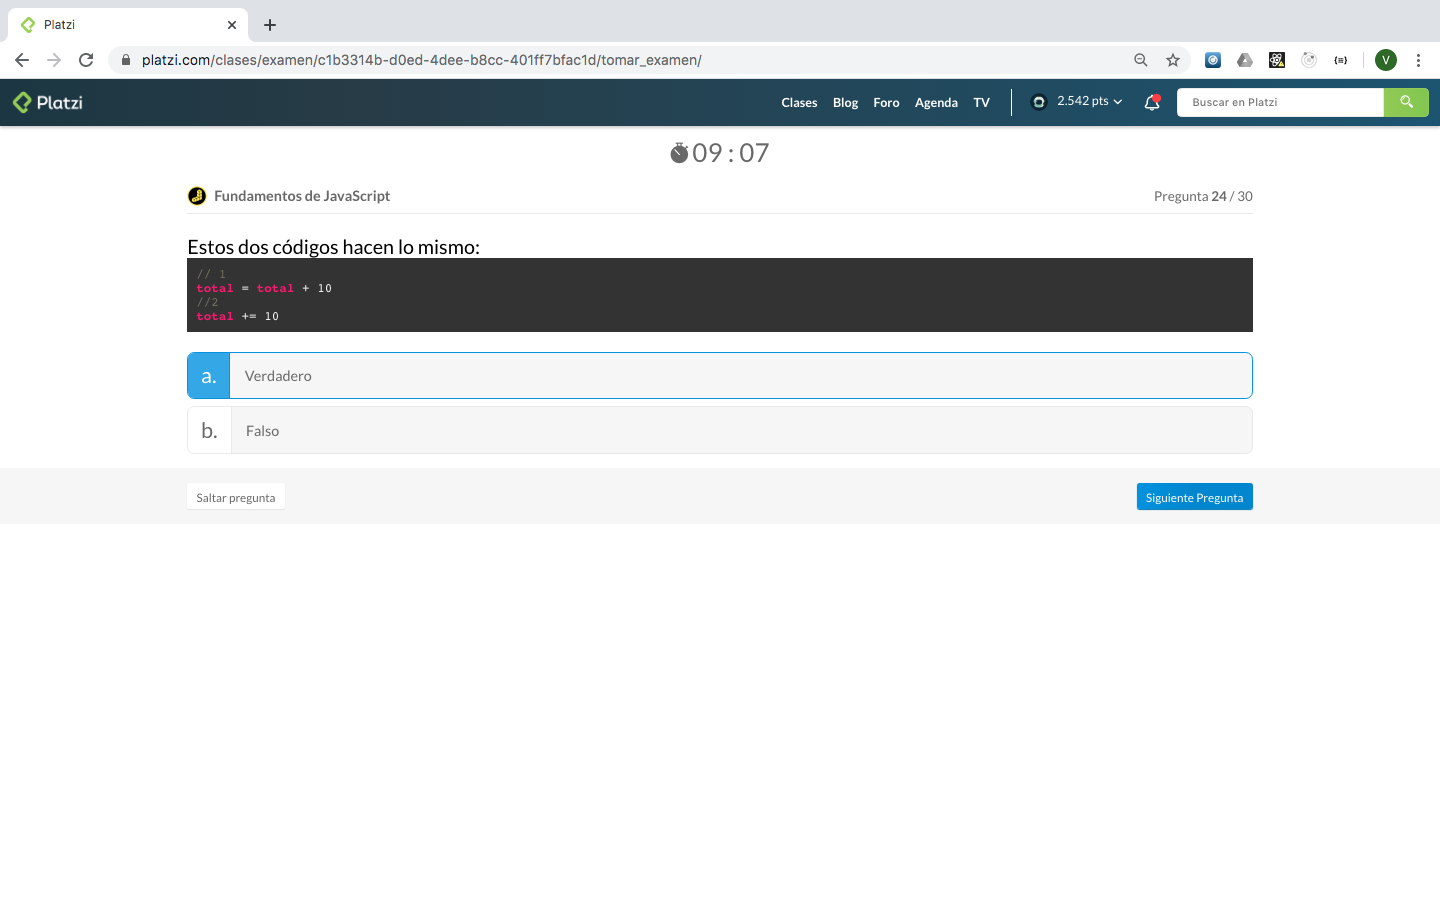 Platzi
platzi.com/clases/examen/c1b3314b-d0ed-4dee-b8cc-401ff7bfac1d/tomar_examen/
V
Platzi
Clases Blog Foro Agenda TV 2.542 pts Buscar en Platzi
09 : 07
Fundamentos de JavaScript Pregunta 24 / 30
Estos dos códigos hacen lo mismo:
// 1
total = total + 10
//2
total += 10
a. Verdadero
b. Falso
Saltar pregunta Siguiente Pregunta